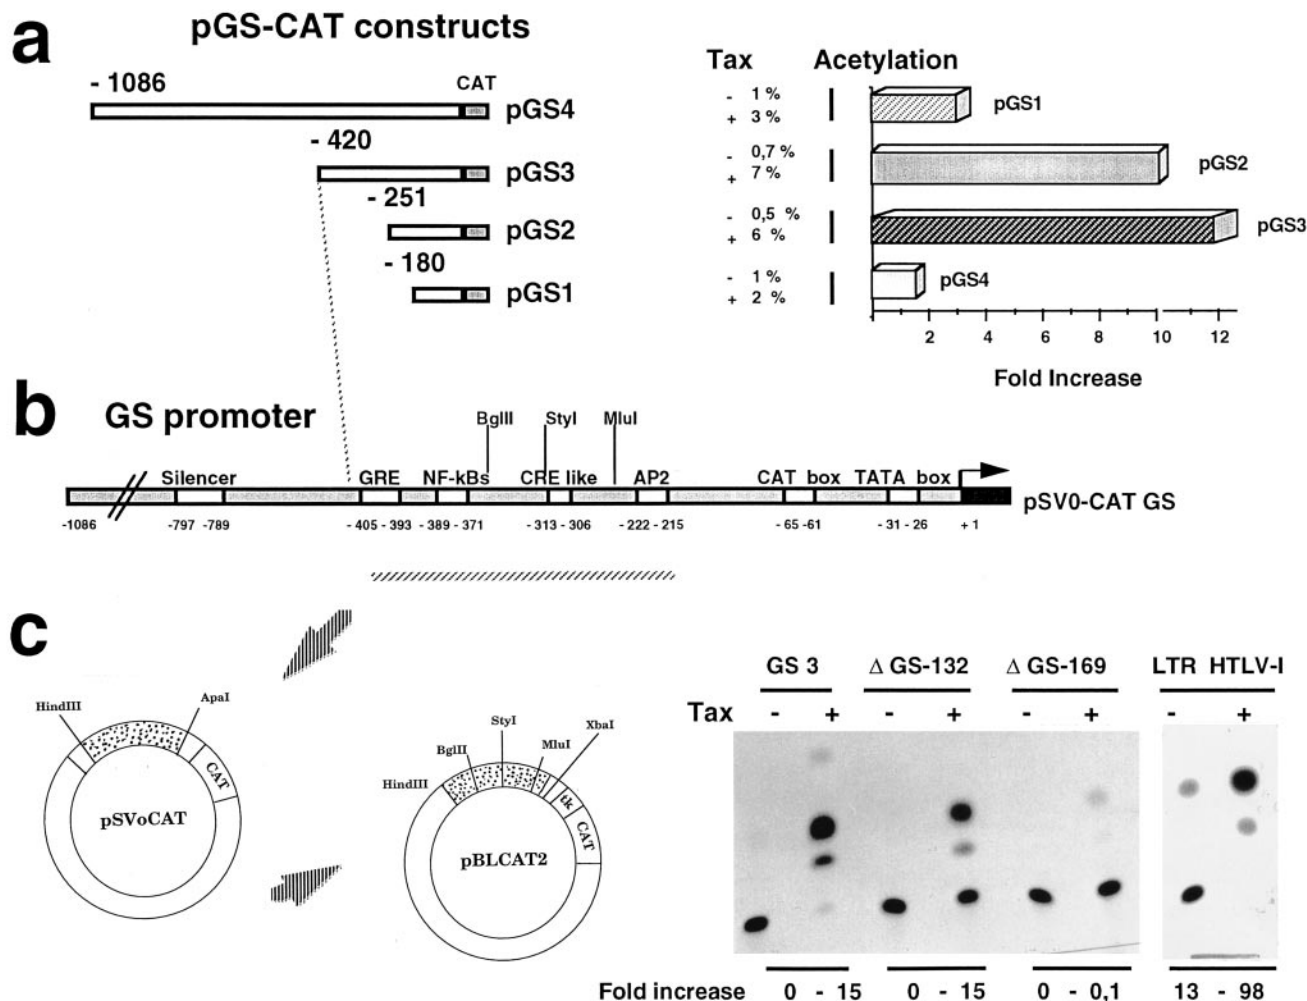 a
pGS-CAT constructs
- 1086
CAT
pGS4
- 420
pGS3
- 251
pGS2
- 180
pGS1
Tax Acetylation
- 1 %
+ 3 %
pGS1
- 0,7 %
+ 7 %
pGS2
- 0,5 %
+ 6 %
pGS3
- 1 %
+ 2 %
pGS4
2 4 6 8 10 12
Fold Increase
b
GS promoter
BglII StyI MluI
Silencer GRE NF-kBs CRE like AP2 CAT box TATA box
pSV0-CAT GS
-1086 -797 -789 - 405 - 393 - 389 - 371 - 313 - 306 - 222 - 215 - 65 -61 - 31 - 26 + 1
c
HindIII ApaI
CAT
pSVoCAT
HindIII BglII StyI MluI XbaI
tk CAT
pBLCAT2
GS 3 Δ GS-132 Δ GS-169 LTR HTLV-I
Tax - + - + - + - +
Fold increase 0 - 15 0 - 15 0 - 0,1 13 - 98